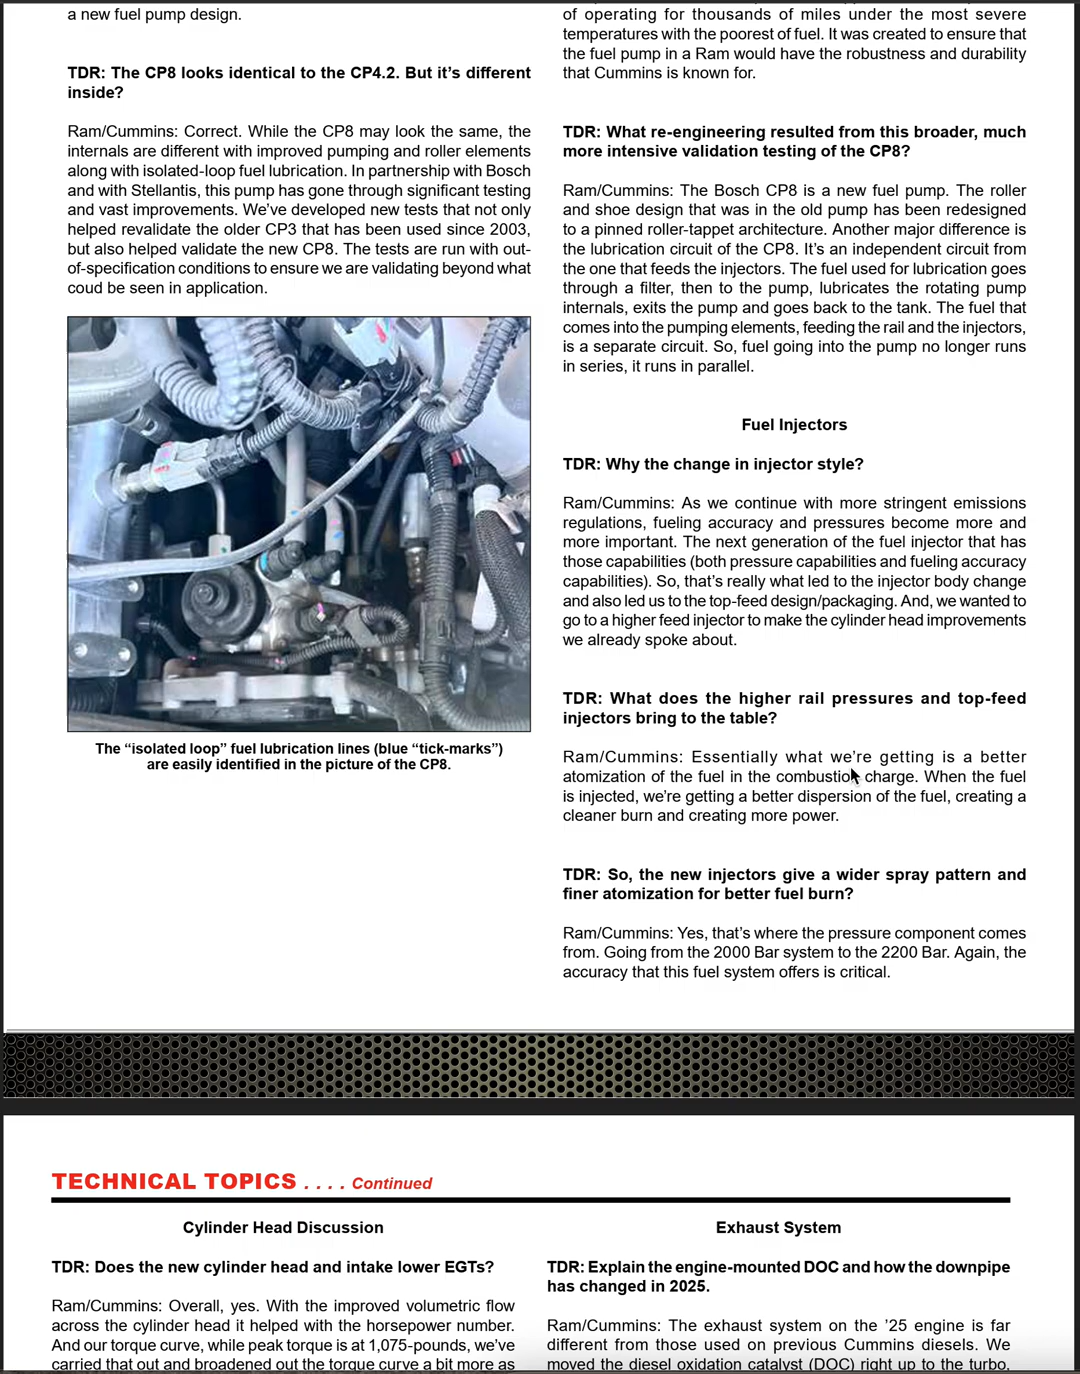 a new fuel pump design.
TDR: The CP8 looks identical to the CP4.2. But it’s different
inside?
Ram/Cummins: Correct. While the CP8 may look the same, the
internals are different with improved pumping and roller elements
along with isolated-loop fuel lubrication. In partnership with Bosch
and with Stellantis, this pump has gone through significant testing
and vast improvements. We’ve developed new tests that not only
helped revalidate the older CP3 that has been used since 2003,
but also helped validate the new CP8. The tests are run with out-
of-specification conditions to ensure we are validating beyond what
coud be seen in application.
The “isolated loop” fuel lubrication lines (blue “tick-marks”)
are easily identified in the picture of the CP8.
of operating for thousands of miles under the most severe
temperatures with the poorest of fuel. It was created to ensure that
the fuel pump in a Ram would have the robustness and durability
that Cummins is known for.
TDR: What re-engineering resulted from this broader, much
more intensive validation testing of the CP8?
Ram/Cummins: The Bosch CP8 is a new fuel pump. The roller
and shoe design that was in the old pump has been redesigned
to a pinned roller-tappet architecture. Another major difference is
the lubrication circuit of the CP8. It’s an independent circuit from
the one that feeds the injectors. The fuel used for lubrication goes
through a filter, then to the pump, lubricates the rotating pump
internals, exits the pump and goes back to the tank. The fuel that
comes into the pumping elements, feeding the rail and the injectors,
is a separate circuit. So, fuel going into the pump no longer runs
in series, it runs in parallel.
Fuel Injectors
TDR: Why the change in injector style?
Ram/Cummins: As we continue with more stringent emissions
regulations, fueling accuracy and pressures become more and
more important. The next generation of the fuel injector that has
those capabilities (both pressure capabilities and fueling accuracy
capabilities). So, that’s really what led to the injector body change
and also led us to the top-feed design/packaging. And, we wanted to
go to a higher feed injector to make the cylinder head improvements
we already spoke about.
TDR: What does the higher rail pressures and top-feed
injectors bring to the table?
Ram/Cummins: Essentially what we’re getting is a better
atomization of the fuel in the combustion charge. When the fuel
is injected, we’re getting a better dispersion of the fuel, creating a
cleaner burn and creating more power.
TDR: So, the new injectors give a wider spray pattern and
finer atomization for better fuel burn?
Ram/Cummins: Yes, that’s where the pressure component comes
from. Going from the 2000 Bar system to the 2200 Bar. Again, the
accuracy that this fuel system offers is critical.
TECHNICAL TOPICS . . . . Continued
Cylinder Head Discussion
TDR: Does the new cylinder head and intake lower EGTs?
Ram/Cummins: Overall, yes. With the improved volumetric flow
across the cylinder head it helped with the horsepower number.
And our torque curve, while peak torque is at 1,075-pounds, we’ve
carried that out and broadened out the torque curve a bit more as
Exhaust System
TDR: Explain the engine-mounted DOC and how the downpipe
has changed in 2025.
Ram/Cummins: The exhaust system on the ’25 engine is far
different from those used on previous Cummins diesels. We
moved the diesel oxidation catalyst (DOC) right up to the turbo.